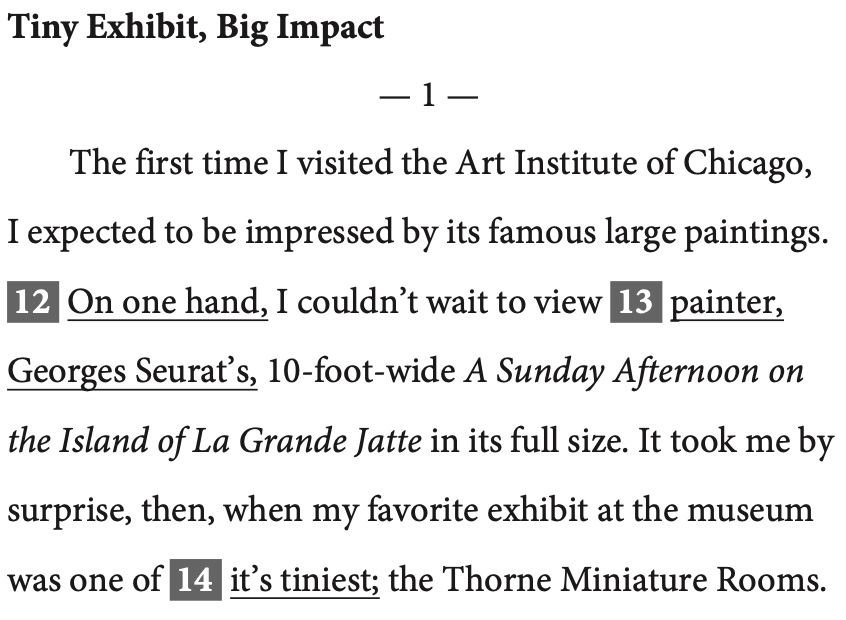 Tiny Exhibit, Big Impact
— 1 —
The first time I visited the Art Institute of Chicago,
I expected to be impressed by its famous large paintings.
12 On one hand, I couldn’t wait to view 13 painter,
Georges Seurat’s, 10-foot-wide A Sunday Afternoon on
the Island of La Grande Jatte in its full size. It took me by
surprise, then, when my favorite exhibit at the museum
was one of 14 it’s tiniest; the Thorne Miniature Rooms.